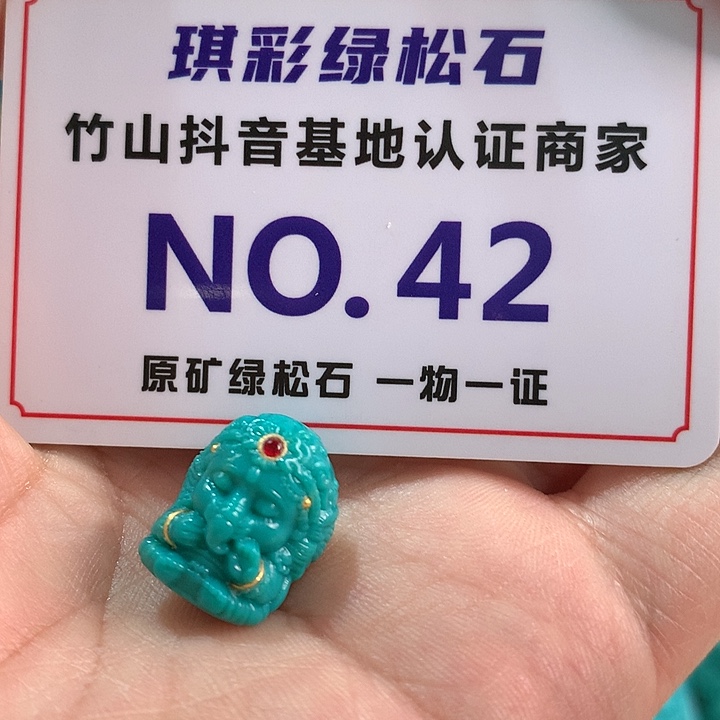 琪彩绿松石
竹山抖音基地认证商家
NO.42
原矿绿松石 一物一证